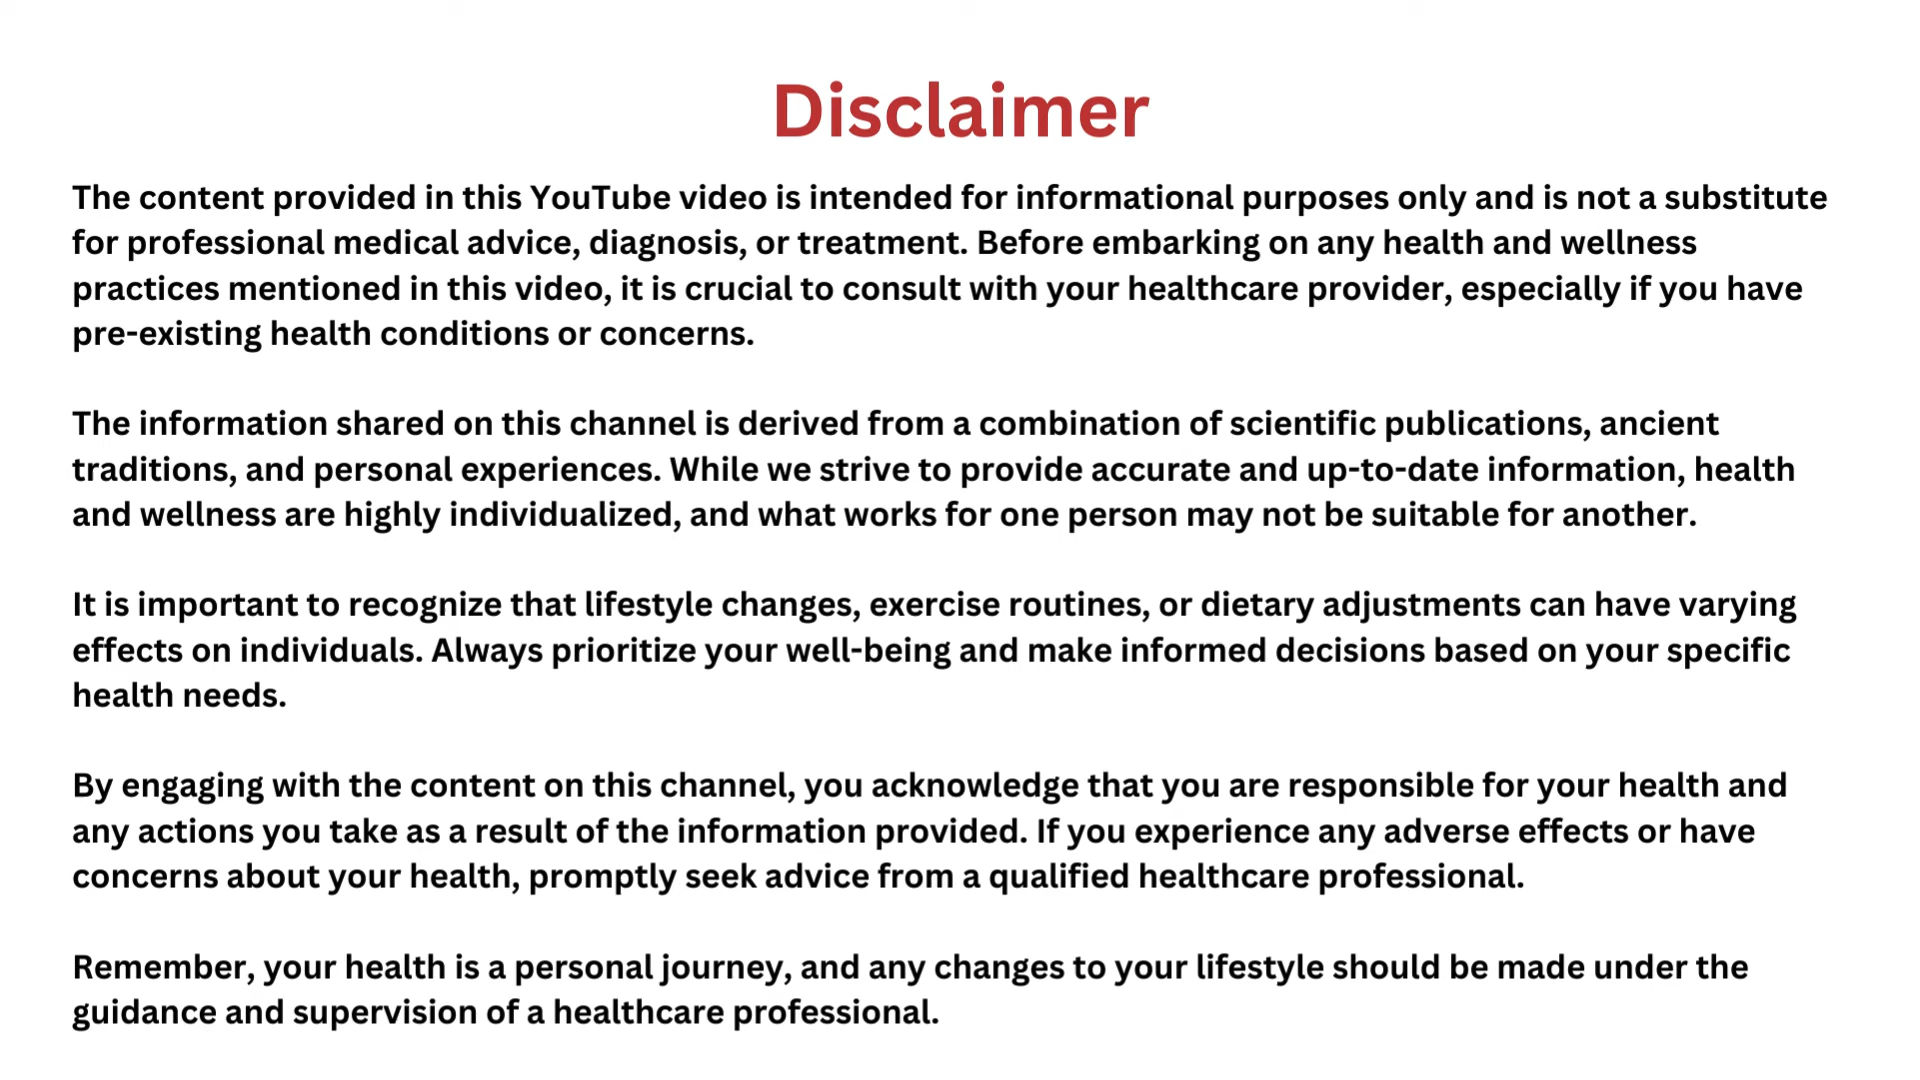 Disclaimer
The content provided in this YouTube video is intended for informational purposes only and is not a substitute
for professional medical advice, diagnosis, or treatment. Before embarking on any health and wellness
practices mentioned in this video, it is crucial to consult with your healthcare provider, especially if you have
pre-existing health conditions or concerns.
The information shared on this channel is derived from a combination of scientific publications, ancient
traditions, and personal experiences. While we strive to provide accurate and up-to-date information, health
and wellness are highly individualized, and what works for one person may not be suitable for another.
It is important to recognize that lifestyle changes, exercise routines, or dietary adjustments can have varying
effects on individuals. Always prioritize your well-being and make informed decisions based on your specific
health needs.
By engaging with the content on this channel, you acknowledge that you are responsible for your health and
any actions you take as a result of the information provided. If you experience any adverse effects or have
concerns about your health, promptly seek advice from a qualified healthcare professional.
Remember, your health is a personal journey, and any changes to your lifestyle should be made under the
guidance and supervision of a healthcare professional.